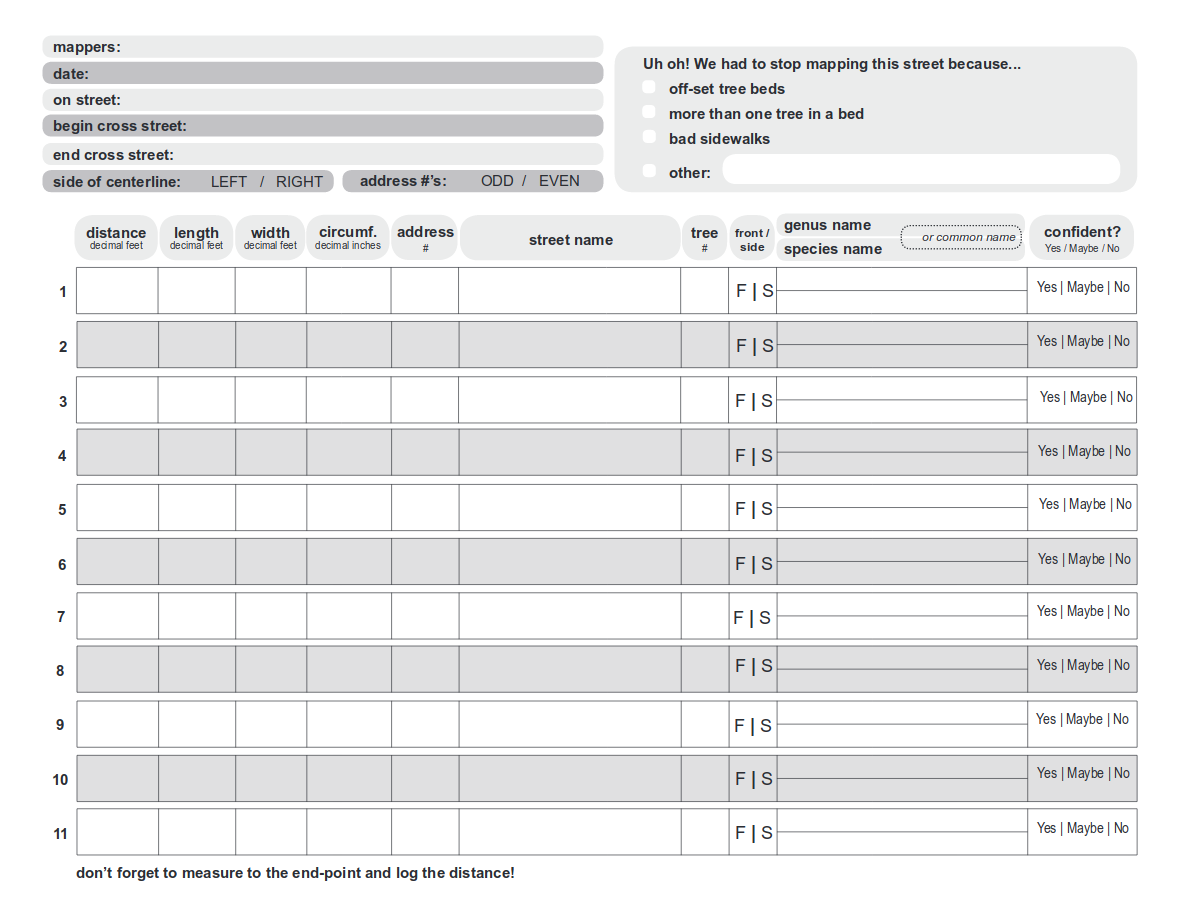 mappers:
date:
on street:
begin cross street:
end cross street:
side of centerline: LEFT / RIGHT address #'s: ODD / EVEN
Uh oh! We had to stop mapping this street because...
off-set tree beds
more than one tree in a bed
bad sidewalks
other:
distance length width circumf. address street name tree front / genus name or common name confident?
decimal feet decimal feet decimal feet decimal inches # # side species name Yes / Maybe / No
1 F | S Yes | Maybe | No
2 F | S Yes | Maybe | No
3 F | S Yes | Maybe | No
4 F | S Yes | Maybe | No
5 F | S Yes | Maybe | No
6 F | S Yes | Maybe | No
7 F | S Yes | Maybe | No
8 F | S Yes | Maybe | No
9 F | S Yes | Maybe | No
10 F | S Yes | Maybe | No
11 F | S Yes | Maybe | No
don’t forget to measure to the end-point and log the distance!